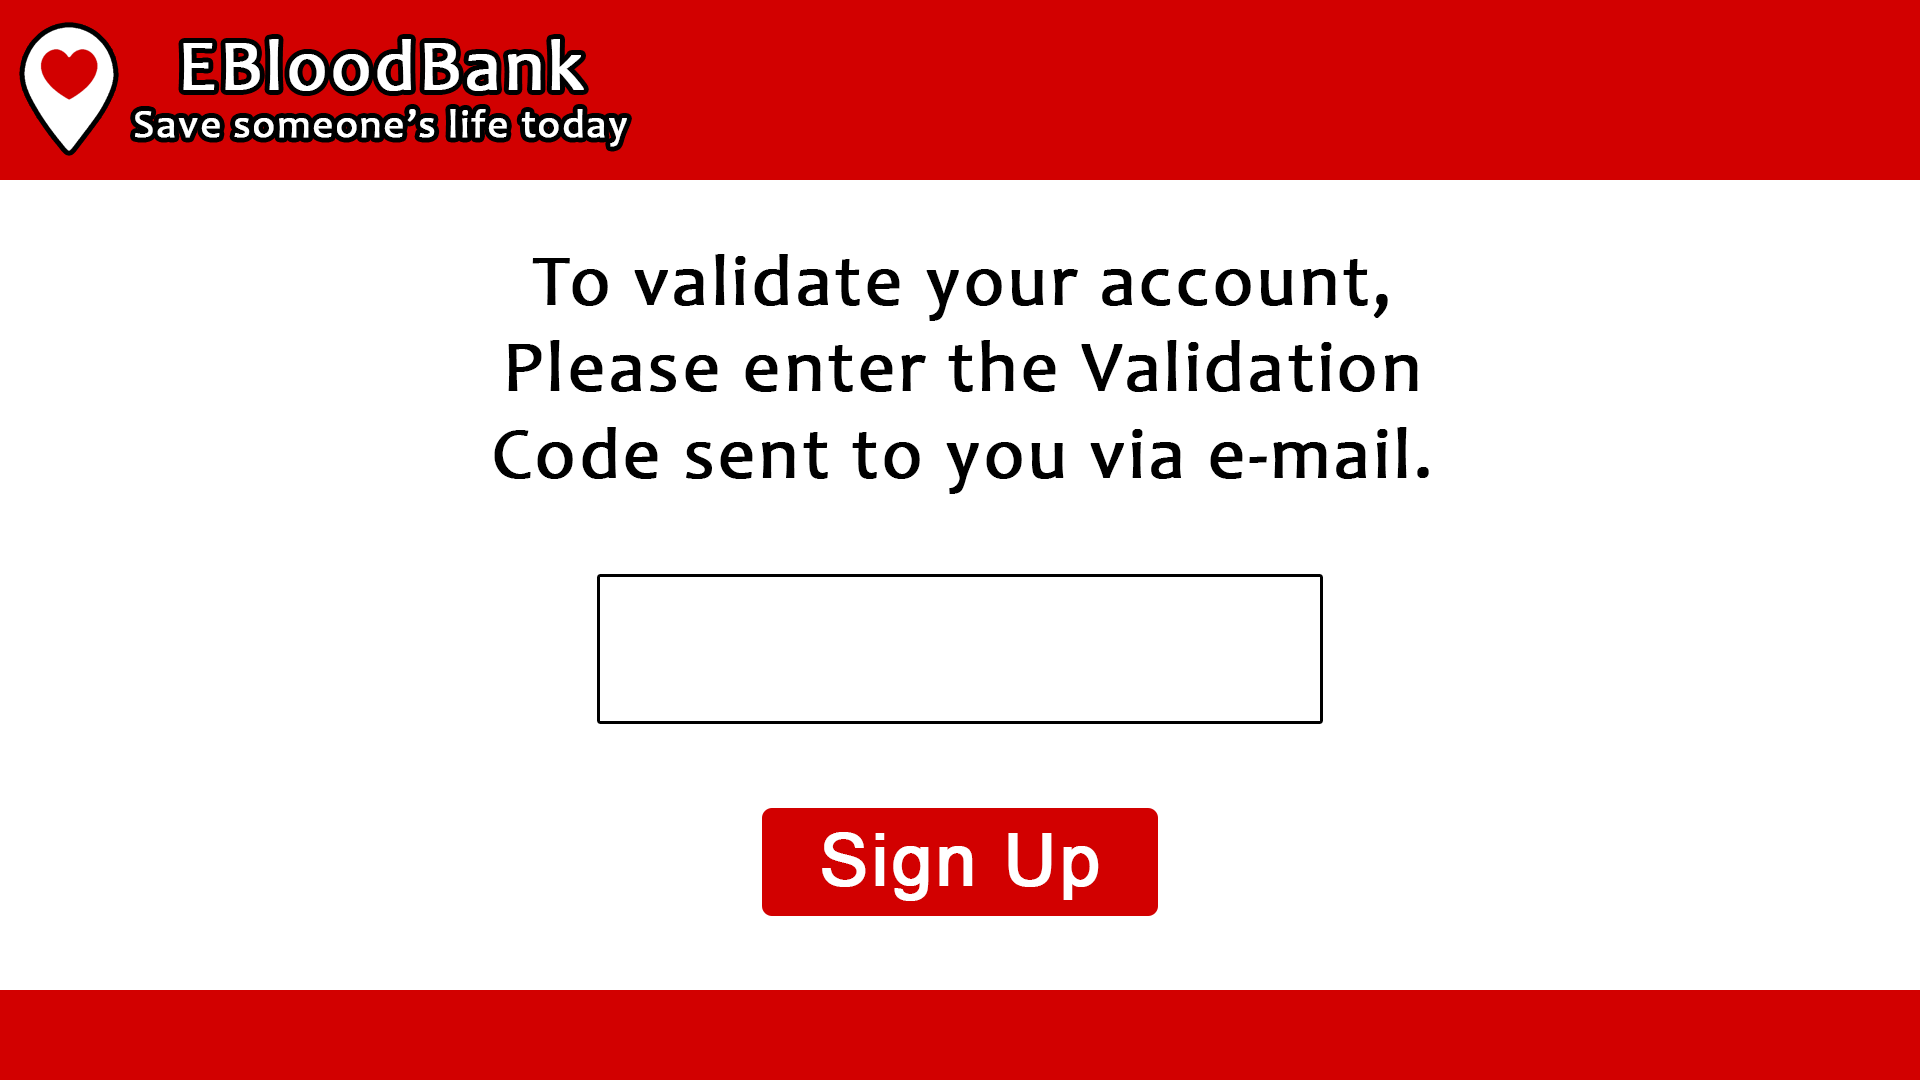 EBloodBank
Save someone’s life today
To validate your account,
Please enter the Validation
Code sent to you via e-mail.
Sign Up